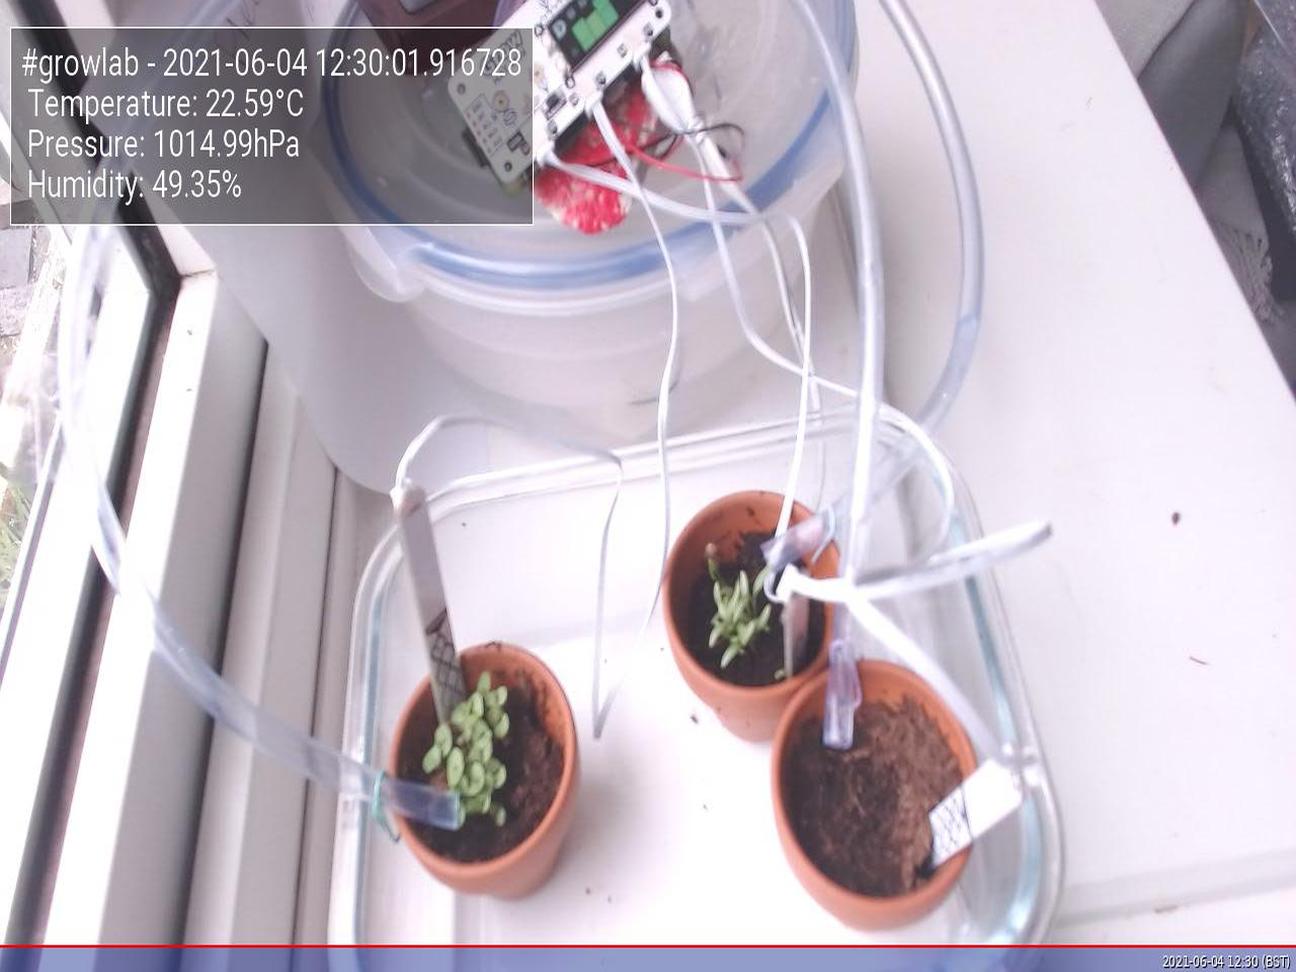 #growlab - 2021-06-04 12:30:01.916728
Temperature: 22.59°C
Pressure: 1014.99hPa
Humidity: 49.35%
2021-06-04 12:30 (BST)